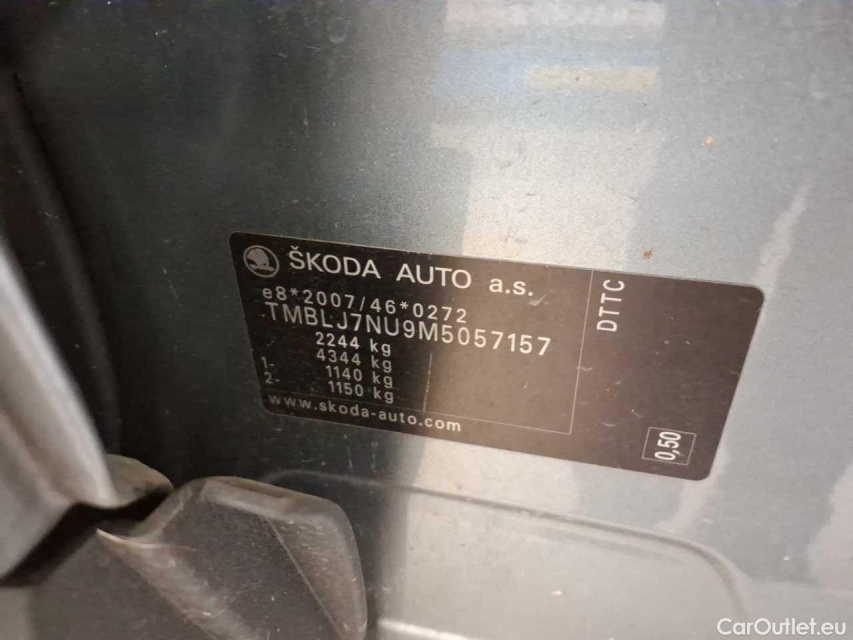 ŠKODA AUTO a.s.
e8*2007/46*0272
TMBLJ7NU9M5057157
2244 kg
4344 kg
1- 1140 kg
2- 1150 kg
www.skoda-auto.com
DTTC
0,50
CarOutlet.eu